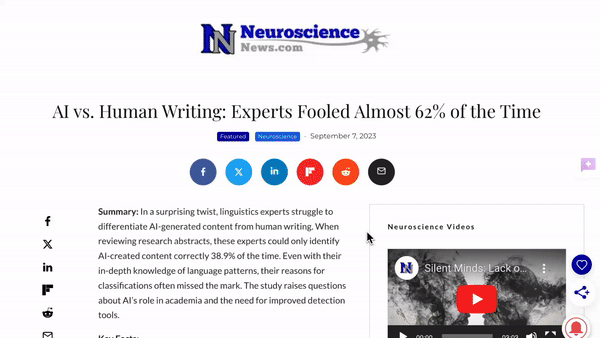 Neuroscience
News.com
AI vs. Human Writing: Experts Fooled Almost 62% of the Time
Featured Neuroscience - September 7, 2023
Summary: In a surprising twist, linguistics experts struggle to
differentiate AI-generated content from human writing. When
reviewing research abstracts, these experts could only identify
AI-created content correctly 38.9% of the time. Even with their
in-depth knowledge of language patterns, their reasons for
classifications often missed the mark. The study raises questions
about AI's role in academia and the need for improved detection
tools.
Key Facts:
Neuroscience Videos
Silent Minds: Lack o...
00:00 03:03